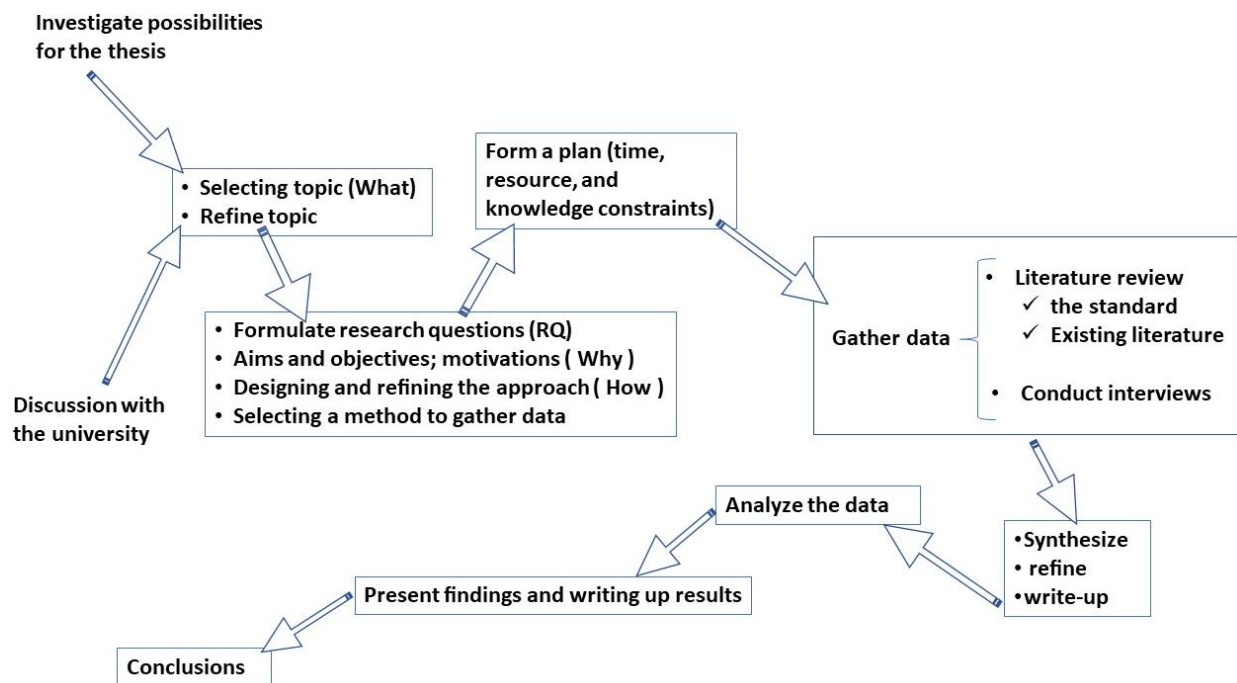 Investigate possibilities
for the thesis
• Selecting topic (What)
• Refine topic
Discussion with
the university
• Formulate research questions (RQ)
• Aims and objectives; motivations ( Why )
• Designing and refining the approach ( How )
• Selecting a method to gather data
Form a plan (time,
resource, and
knowledge constraints)
Gather data
• Literature review
✓ the standard
✓ Existing literature
• Conduct interviews
•Synthesize
• refine
•write-up
Analyze the data
Present findings and writing up results
Conclusions